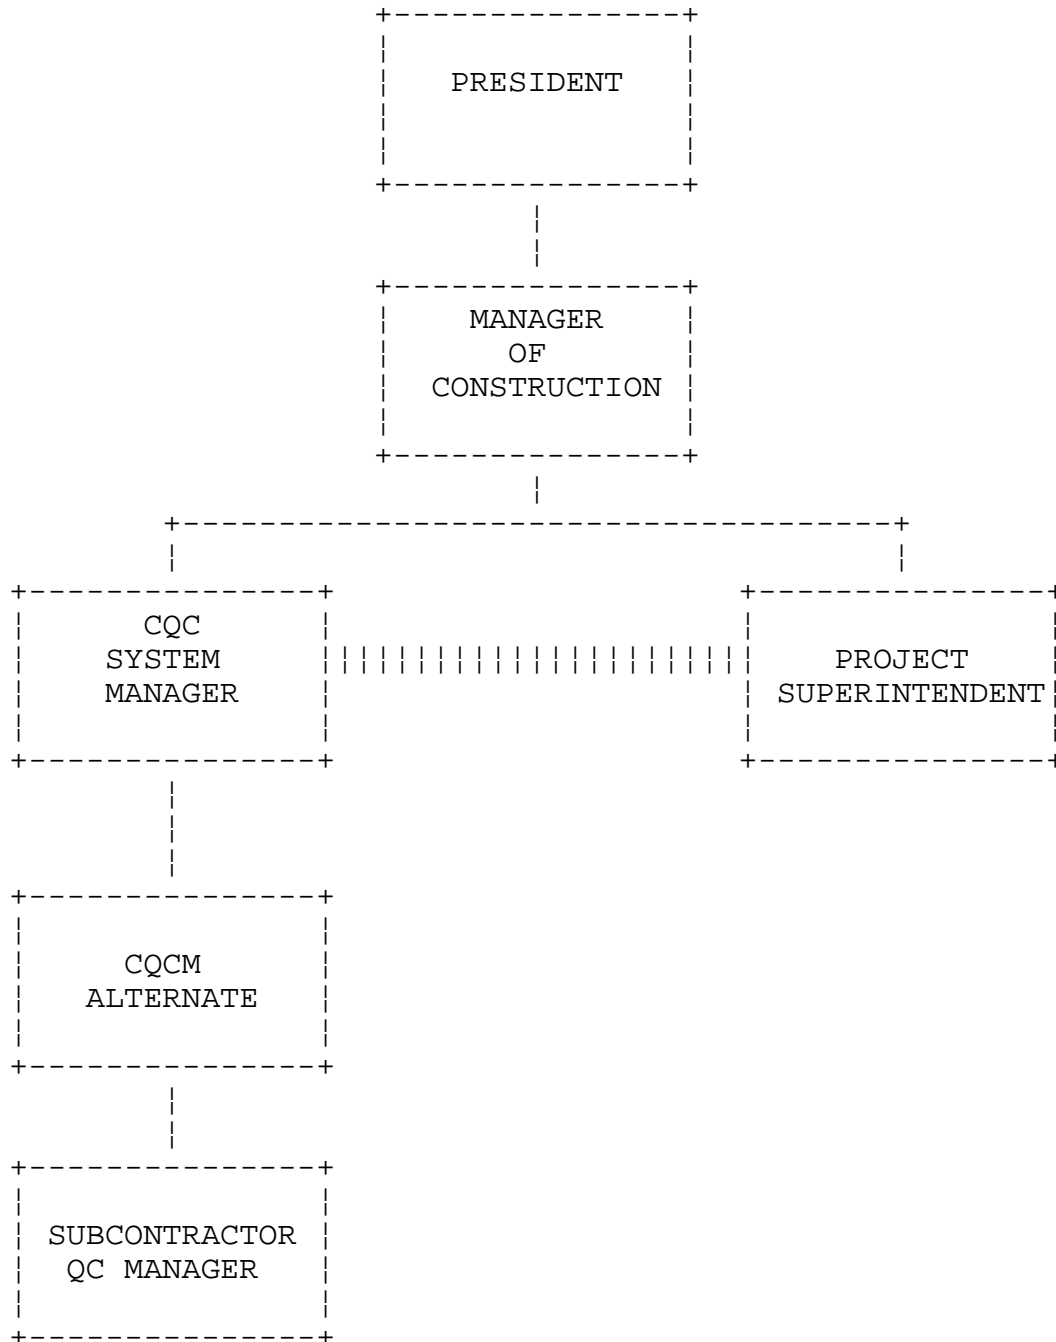 PRESIDENT
MANAGER
OF
CONSTRUCTION
CQC
SYSTEM
MANAGER
PROJECT
SUPERINTENDENT
CQCM
ALTERNATE
SUBCONTRACTOR
QC MANAGER